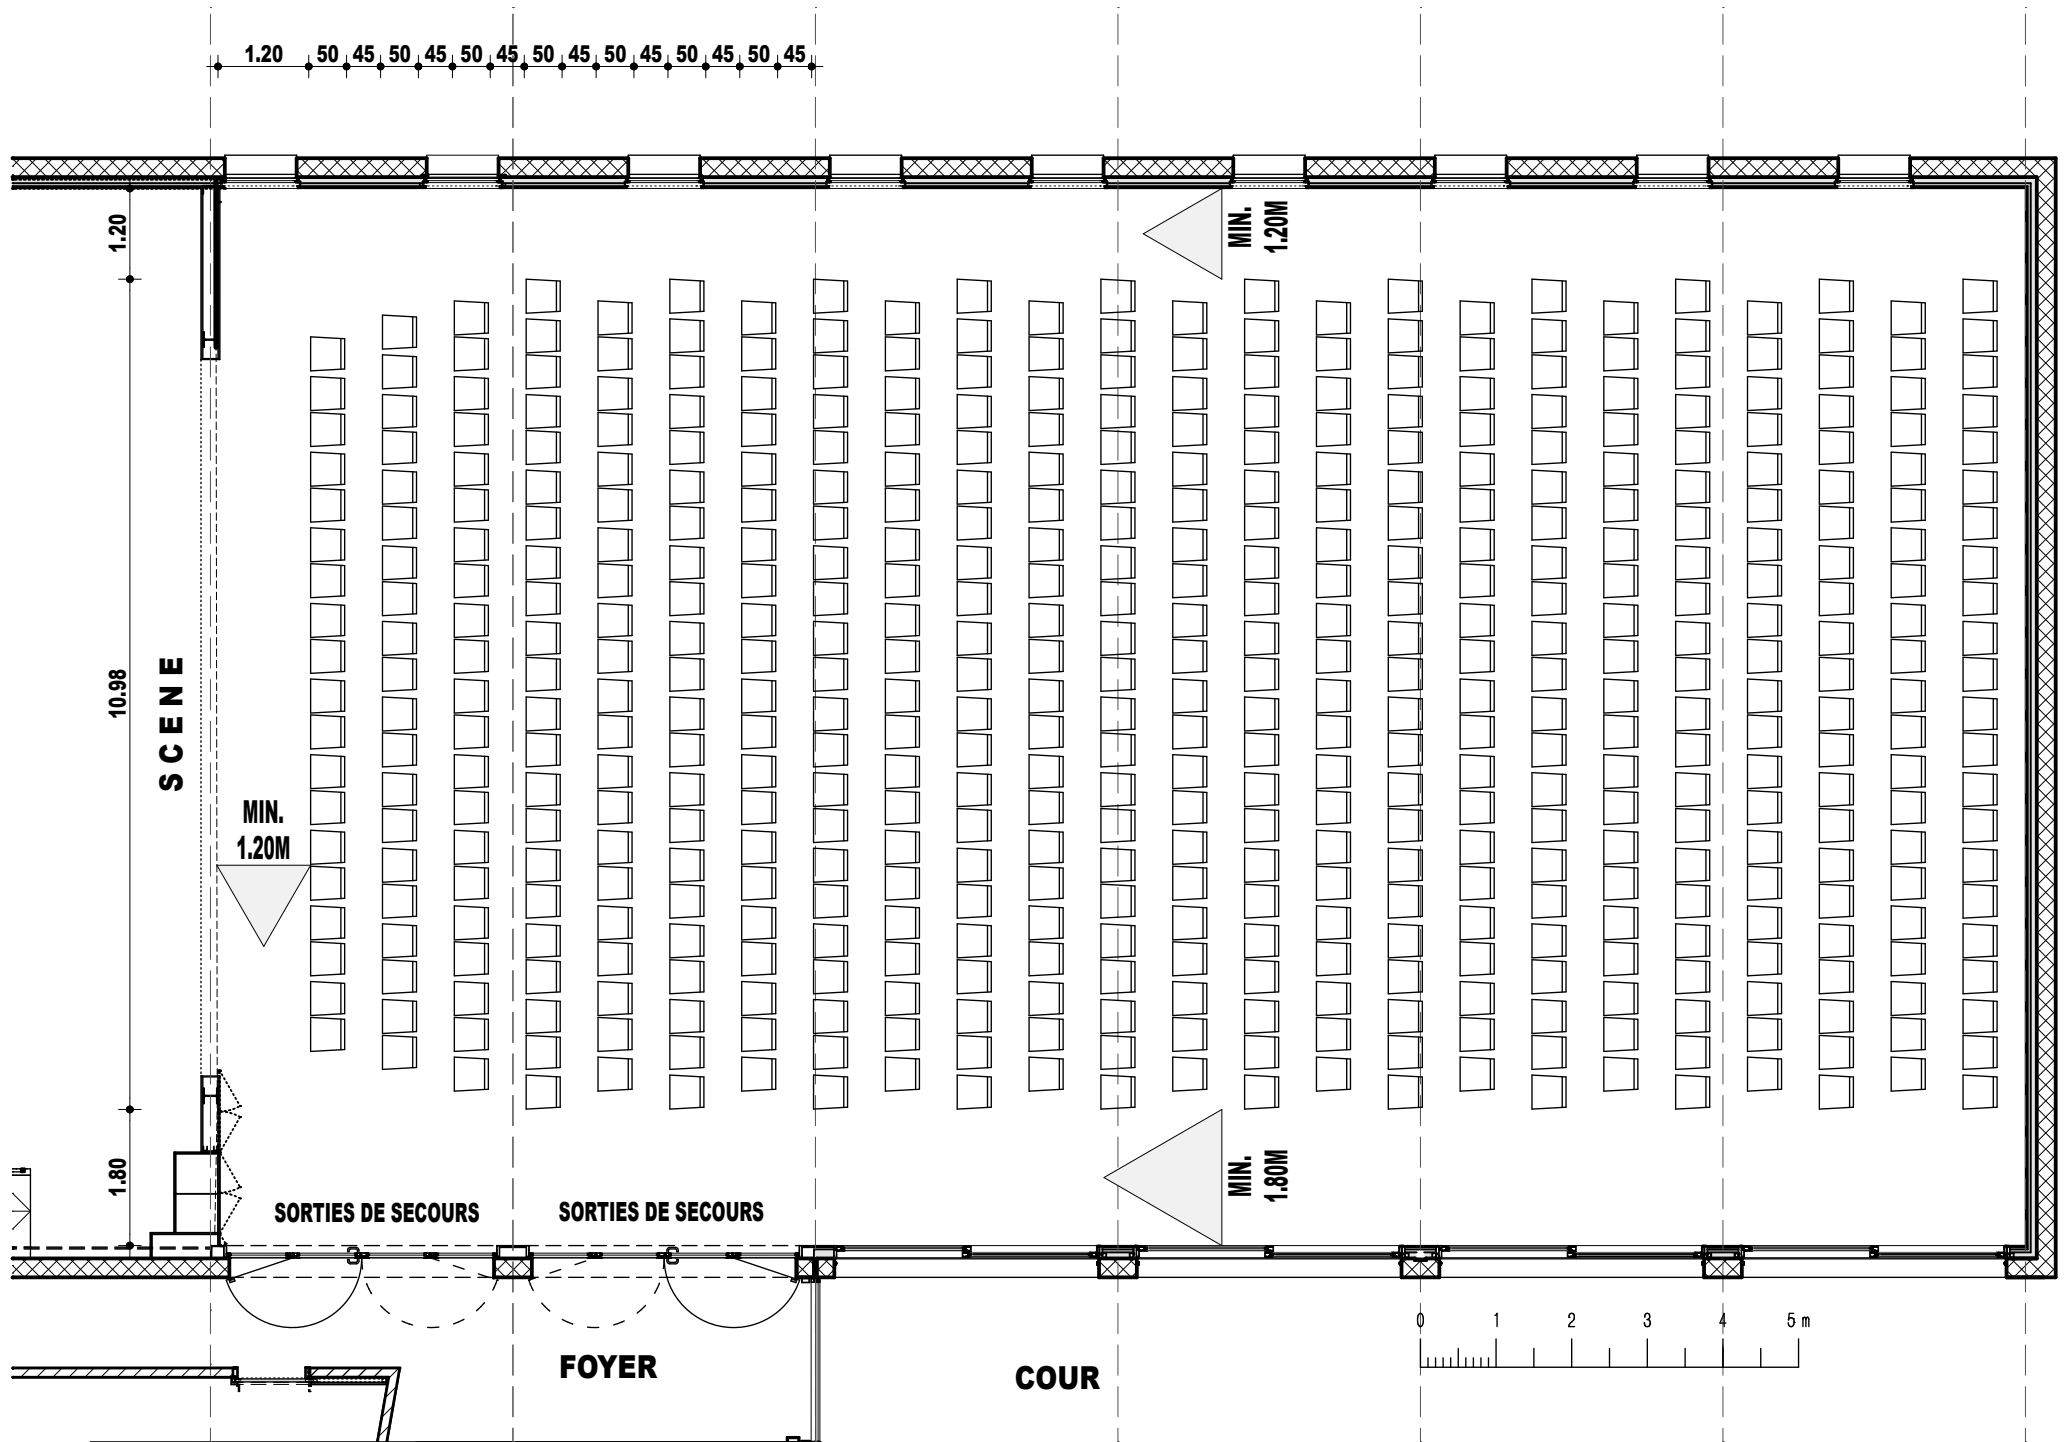 1.20 50 45 50 45 50 45 50 45 50 45 50 45 50 45
1.20
MIN.
1.20M
10.98
SCENE
MIN.
1.20M
1.80
MIN.
1.80M
SORTIES DE SECOURS SORTIES DE SECOURS
0 1 2 3 4 5 m
FOYER
COUR